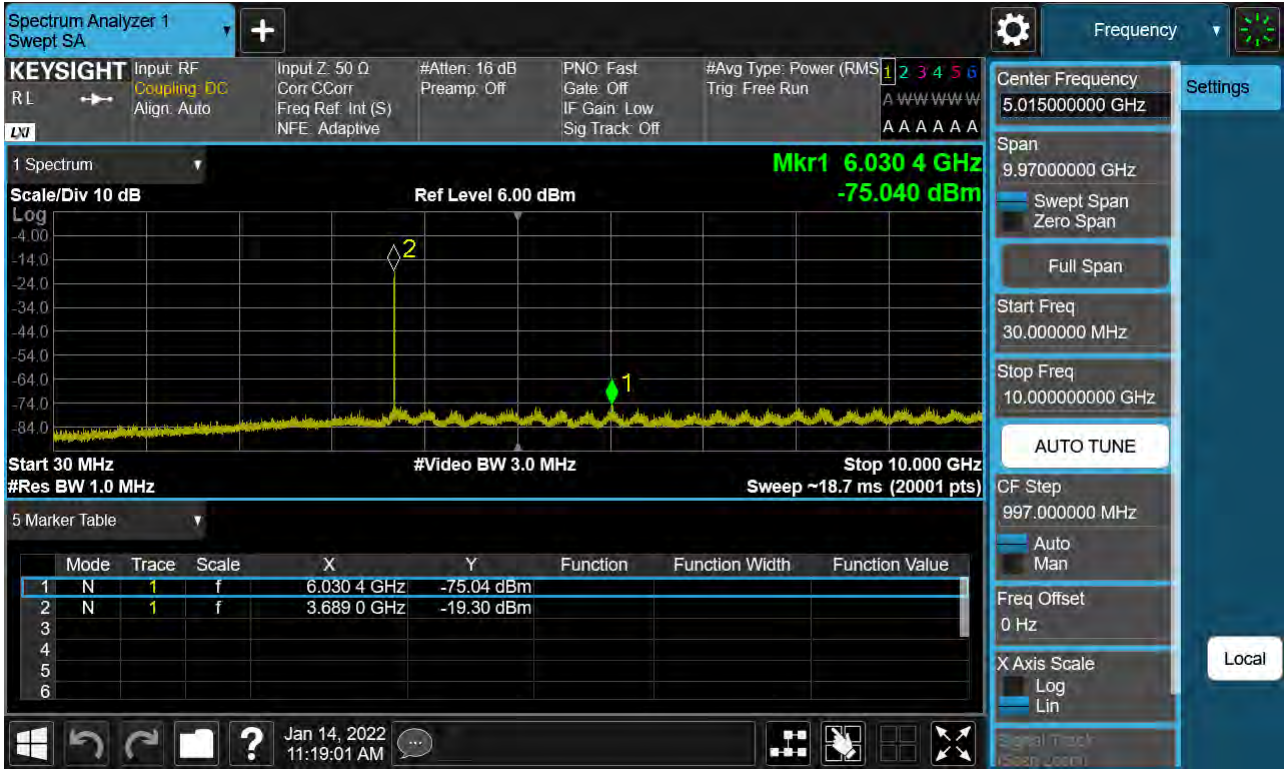 Spectrum Analyzer 1
Swept SA
Frequency
KEYSIGHT
RL
LXI
Input: RF
Coupling: DC
Align: Auto
Input Z: 50 Ω
Corr CCorr
Freq Ref: Int (S)
NFE: Adaptive
#Atten: 16 dB
Preamp: Off
PNO: Fast
Gate: Off
IF Gain: Low
Sig Track: Off
#Avg Type: Power (RMS
Trig: Free Run
1 2 3 4 5 6
A W W W W W
A A A A A A
Center Frequency
5.015000000 GHz
Settings
1 Spectrum
Mkr1 6.030 4 GHz
Scale/Div 10 dB
Ref Level 6.00 dBm
-75.040 dBm
Span
9.97000000 GHz
Swept Span
Zero Span
Log
-4.00
-14.0
-24.0
-34.0
-44.0
-54.0
-64.0
-74.0
-84.0
2
1
Full Span
Start Freq
30.000000 MHz
Stop Freq
10.000000000 GHz
AUTO TUNE
Start 30 MHz
#Video BW 3.0 MHz
Stop 10.000 GHz
#Res BW 1.0 MHz
Sweep ~18.7 ms (20001 pts)
CF Step
997.000000 MHz
Auto
Man
5 Marker Table
Mode Trace Scale X Y Function Function Width Function Value
1 N 1 f 6.030 4 GHz -75.04 dBm
2 N 1 f 3.689 0 GHz -19.30 dBm
3
4
5
6
Freq Offset
0 Hz
X Axis Scale
Log
Lin
Local
Signal Track
(Span Zoom)
?
Jan 14, 2022
11:19:01 AM